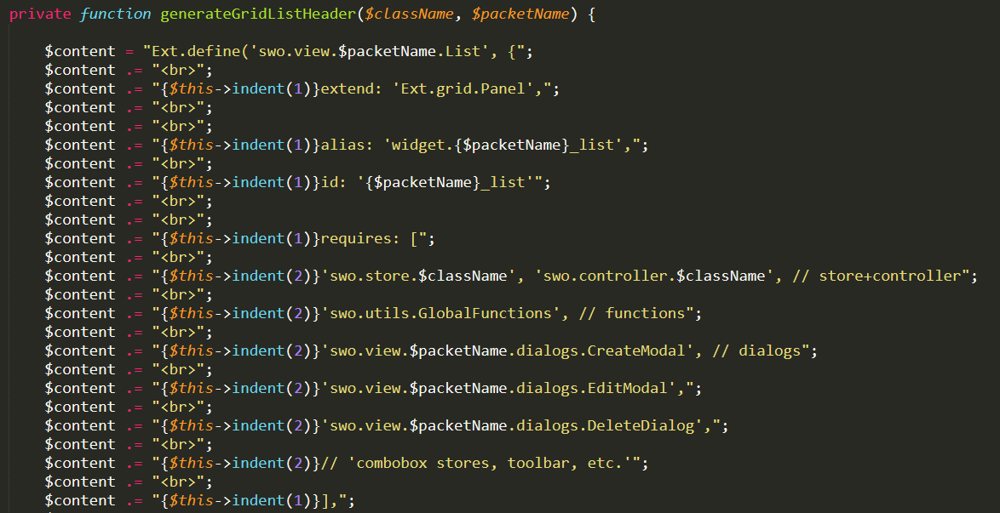 private function generateGridListHeader($className, $packetName) {
$content = "Ext.define('swo.view.$packetName.List', {";
$content .= "<br>";
$content .= "{$this->indent(1)}extend: 'Ext.grid.Panel',";
$content .= "<br>";
$content .= "<br>";
$content .= "{$this->indent(1)}alias: 'widget.{$packetName}_list',";
$content .= "<br>";
$content .= "{$this->indent(1)}id: '{$packetName}_list'";
$content .= "<br>";
$content .= "<br>";
$content .= "{$this->indent(1)}requires: [";
$content .= "<br>";
$content .= "{$this->indent(2)}'swo.store.$className', 'swo.controller.$className', // store+controller";
$content .= "<br>";
$content .= "{$this->indent(2)}'swo.utils.GlobalFunctions', // functions";
$content .= "<br>";
$content .= "{$this->indent(2)}'swo.view.$packetName.dialogs.CreateModal', // dialogs";
$content .= "<br>";
$content .= "{$this->indent(2)}'swo.view.$packetName.dialogs.EditModal',";
$content .= "<br>";
$content .= "{$this->indent(2)}'swo.view.$packetName.dialogs.DeleteDialog',";
$content .= "<br>";
$content .= "{$this->indent(2)}// 'combobox stores, toolbar, etc.'";
$content .= "<br>";
$content .= "{$this->indent(1)}],";